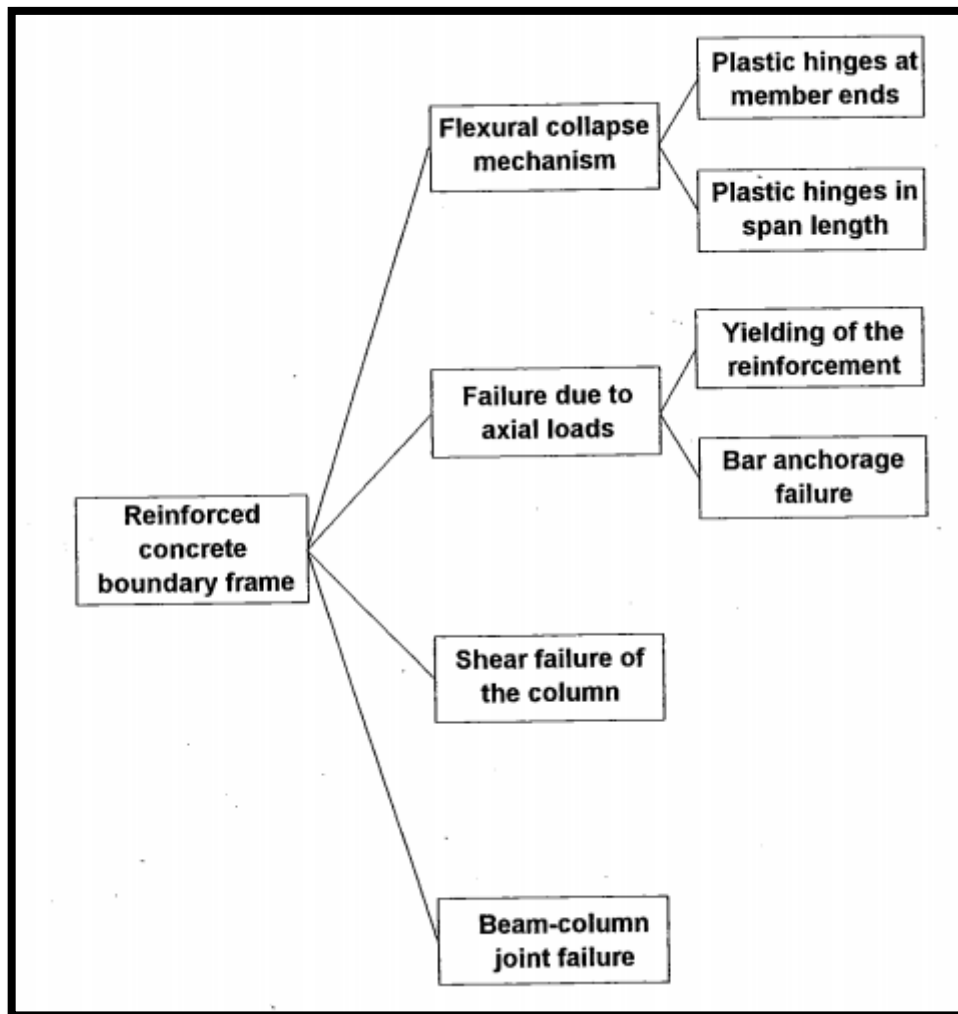 Plastic hinges at
member ends
Flexural collapse
mechanism
Plastic hinges in
span length
Yielding of the
reinforcement
Failure due to
axial loads
Bar anchorage
failure
Reinforced
concrete
boundary frame
Shear failure of
the column
Beam-column
joint failure